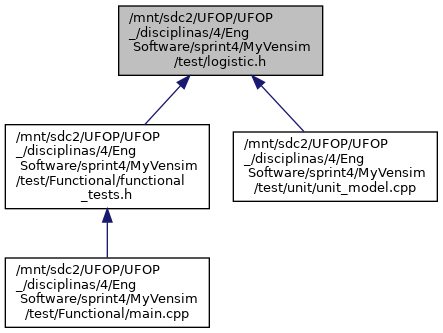 /mnt/sdc2/UFOP/UFOP
_/disciplinas/4/Eng
Software/sprint4/MyVensim
/test/logistic.h
/mnt/sdc2/UFOP/UFOP
_/disciplinas/4/Eng
Software/sprint4/MyVensim
/test/Functional/functional
_tests.h
/mnt/sdc2/UFOP/UFOP
_/disciplinas/4/Eng
Software/sprint4/MyVensim
/test/unit/unit_model.cpp
/mnt/sdc2/UFOP/UFOP
_/disciplinas/4/Eng
Software/sprint4/MyVensim
/test/Functional/main.cpp